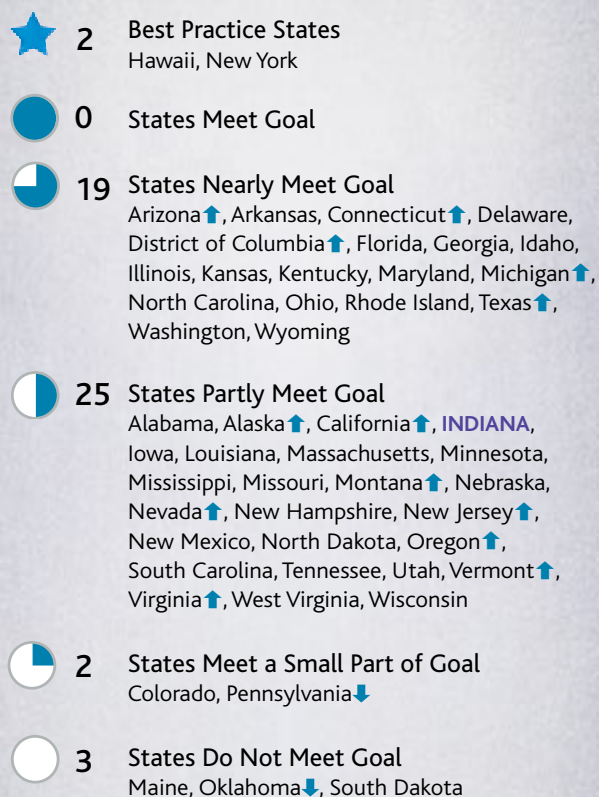 2 Best Practice States
Hawaii, New York
0 States Meet Goal
19 States Nearly Meet Goal
Arizona⬆, Arkansas, Connecticut⬆, Delaware,
District of Columbia⬆, Florida, Georgia, Idaho,
Illinois, Kansas, Kentucky, Maryland, Michigan⬆,
North Carolina, Ohio, Rhode Island, Texas⬆,
Washington, Wyoming
25 States Partly Meet Goal
Alabama, Alaska⬆, California⬆, INDIANA,
Iowa, Louisiana, Massachusetts, Minnesota,
Mississippi, Missouri, Montana⬆, Nebraska,
Nevada⬆, New Hampshire, New Jersey⬆,
New Mexico, North Dakota, Oregon⬆,
South Carolina, Tennessee, Utah, Vermont⬆,
Virginia⬆, West Virginia, Wisconsin
2 States Meet a Small Part of Goal
Colorado, Pennsylvania⬇
3 States Do Not Meet Goal
Maine, Oklahoma⬇, South Dakota